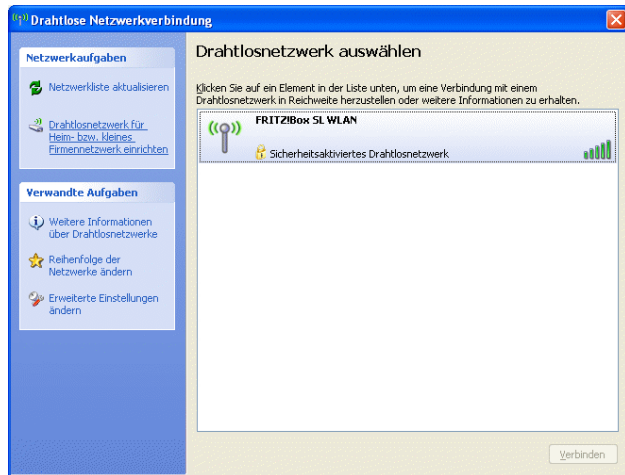 Drahtlose Netzwerkverbindung
Netzwerkaufgaben
Netzwerkliste aktualisieren
Drahtlosnetzwerk für
Heim- bzw. kleines
Firmennetzwerk einrichten
Verwandte Aufgaben
Weitere Informationen
über Drahtlosnetzwerke
Reihenfolge der
Netzwerke ändern
Erweiterte Einstellungen
ändern
Drahtlosnetzwerk auswählen
Klicken Sie auf ein Element in der Liste unten, um eine Verbindung mit einem
Drahtlosnetzwerk in Reichweite herzustellen oder weitere Informationen zu erhalten.
FRITZ!Box SL WLAN
Sicherheitsaktiviertes Drahtlosnetzwerk
Verbinden